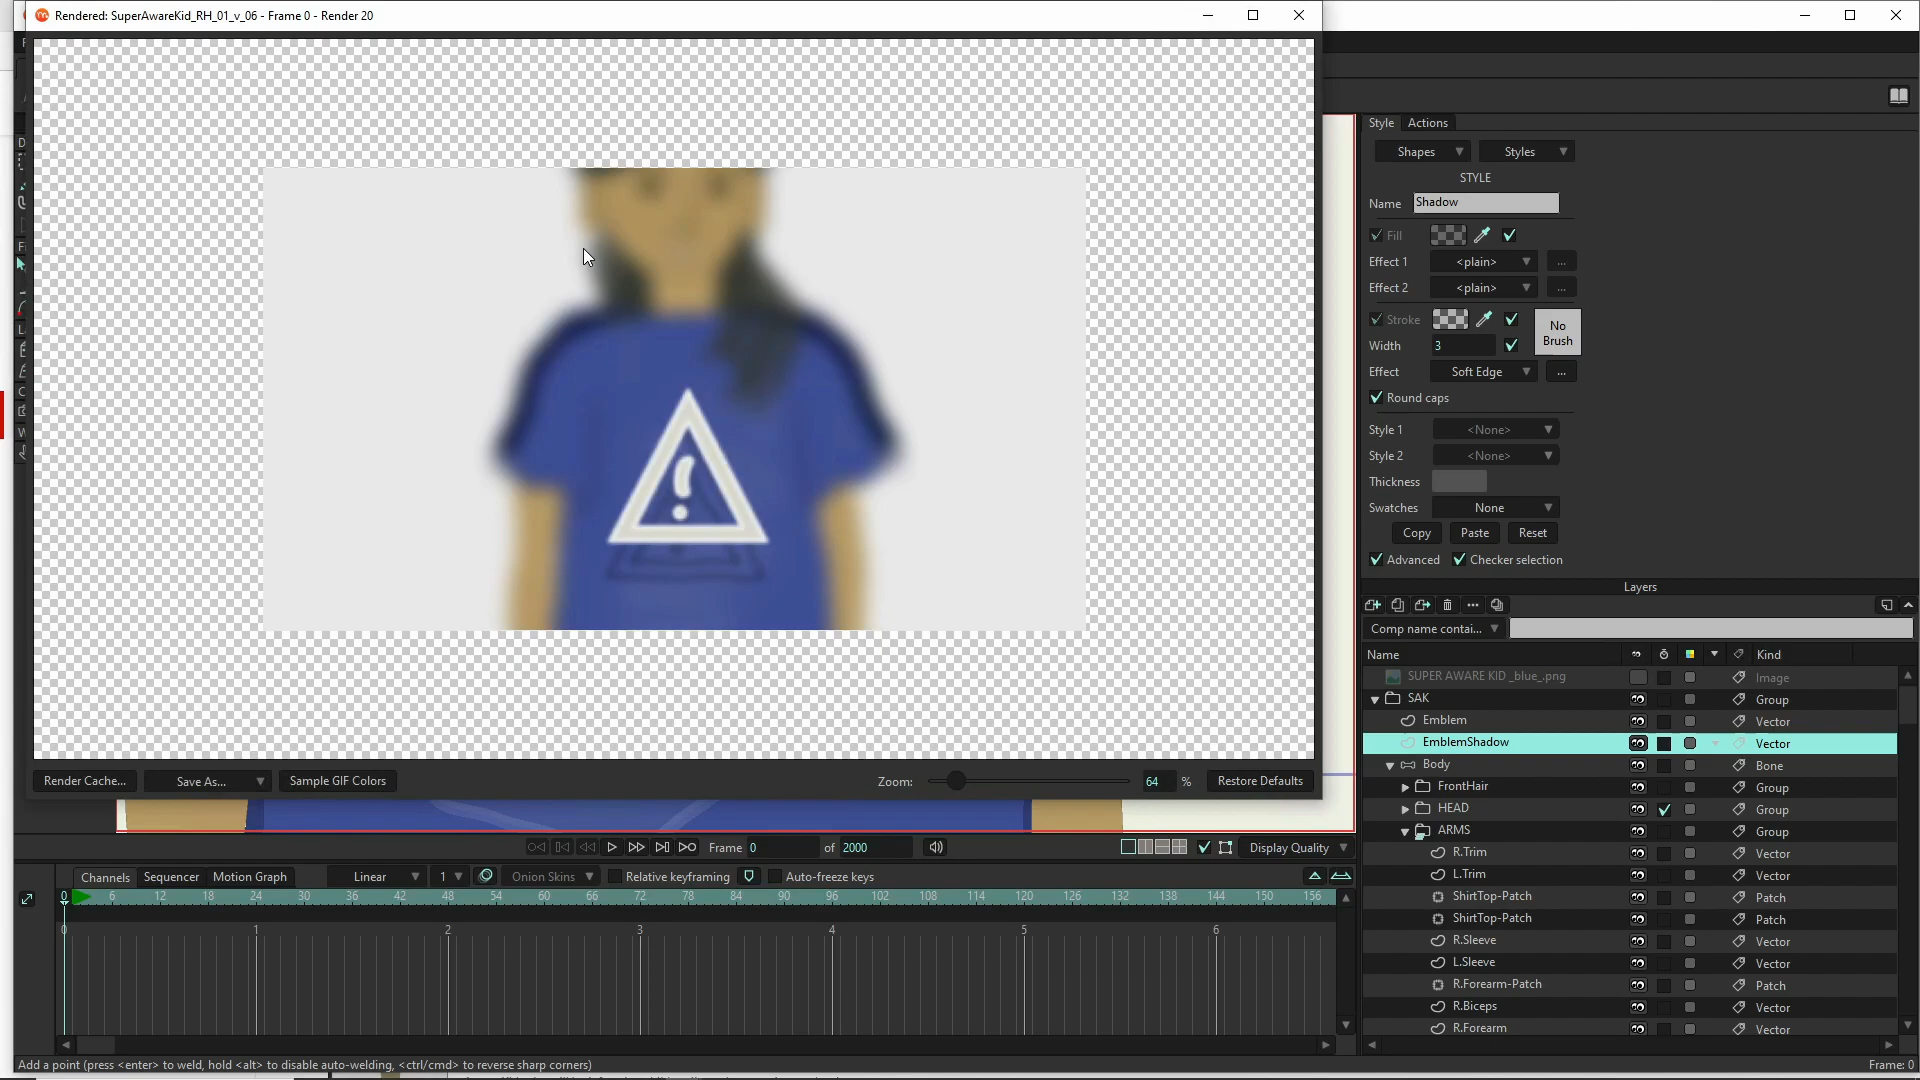 Rendered: SuperAwareKid_RH_01_v_06 - Frame 0 - Render 20
Style
Actions
Shapes
Styles
STYLE
Name
Shadow
Fill
Effect 1
<plain>
...
Effect 2
<plain>
...
Stroke
No
Brush
Width
3
Effect
Soft Edge
...
Round caps
Style 1
<None>
Style 2
<None>
Thickness
Swatches
None
Copy
Paste
Reset
Advanced
Checker selection
Layers
Comp name contai...
Name
Kind
SUPER AWARE KID _blue_.png
Image
SAK
Group
Emblem
Vector
EmblemShadow
Vector
Body
Bone
FrontHair
Group
HEAD
Group
ARMS
Group
R.Trim
Vector
L.Trim
Vector
ShirtTop-Patch
Patch
ShirtTop-Patch
Patch
R.Sleeve
Vector
L.Sleeve
Vector
R.Forearm-Patch
Patch
R.Biceps
Vector
R.Forearm
Vector
Render Cache...
Save As...
Sample GIF Colors
Zoom:
64
%
Restore Defaults
Frame
0
of
2000
Display Quality
Channels
Sequencer
Motion Graph
Linear
1
Onion Skins
Relative keyframing
Auto-freeze keys
0 6 12 18 24 30 36 42 48 54 60 66 72 78 84 90 96 102 108 114 120 126 132 138 144 150 156
0 1 2 3 4 5 6
Add a point (press <enter> to weld, hold <alt> to disable auto-welding, <ctrl/cmd> to reverse sharp corners)
Frame: 0